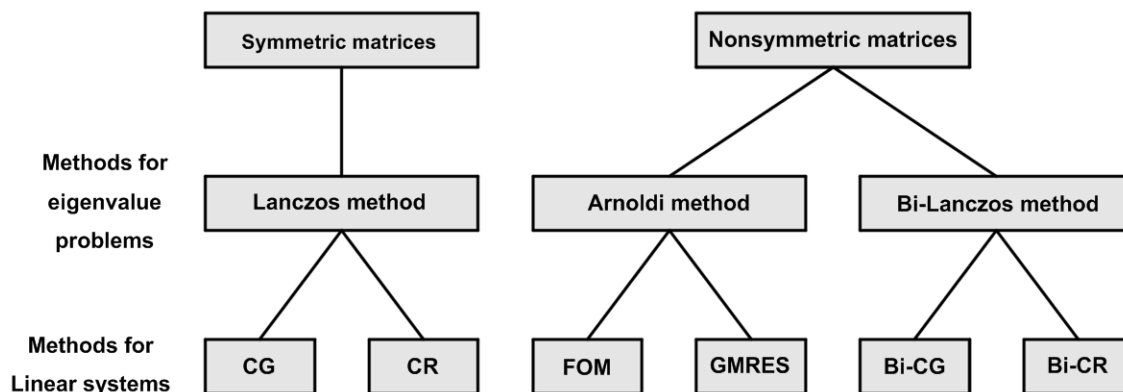 Symmetric matrices
Nonsymmetric matrices
Methods for
eigenvalue
problems
Lanczos method
Arnoldi method
Bi-Lanczos method
Methods for
Linear systems
CG
CR
FOM
GMRES
Bi-CG
Bi-CR